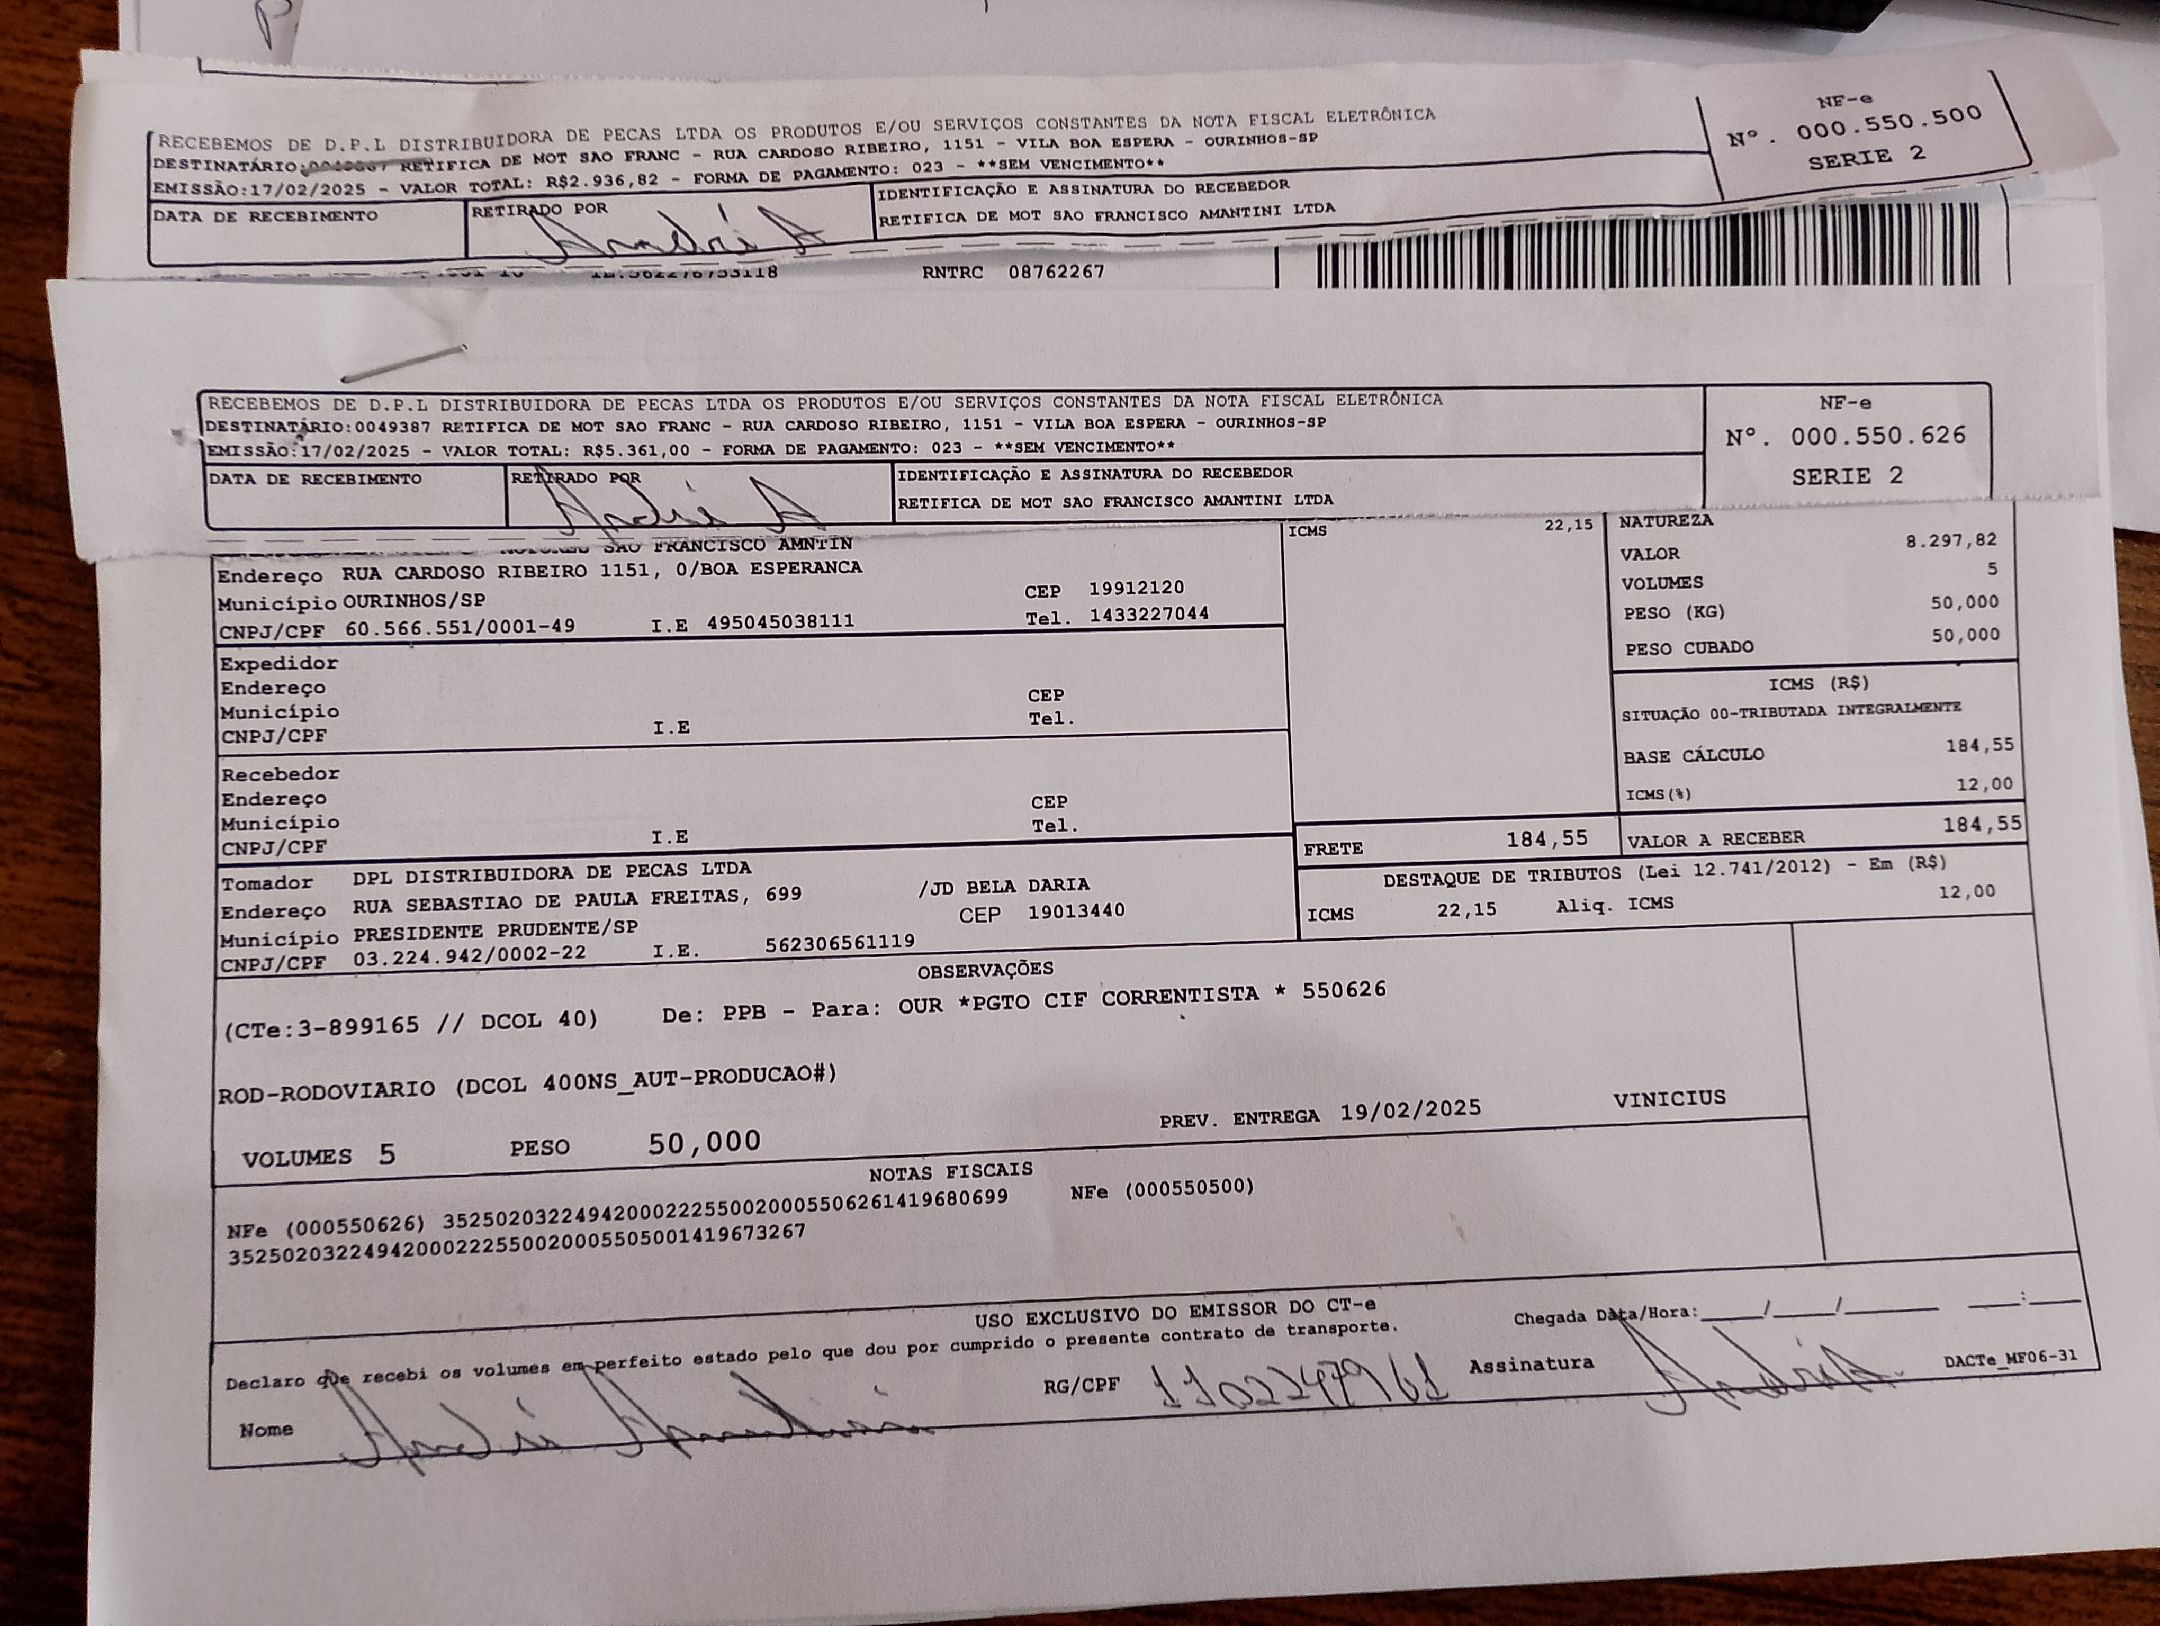 P.
RECEBEMOS DE D.P.L DISTRIBUIDORA DE PECAS LTDA OS PRODUTOS E/OU SERVIÇOS CONSTANTES DA NOTA FISCAL ELETRÔNICA
DESTINATÁRIO: RETIFICA DE MOT SAO FRANC - RUA CARDOSO RIBEIRO, 1151 - VILA BOA ESPERA - OURINHOS-SP
EMISSÃO:17/02/2025 - VALOR TOTAL: R$2.936,82 - FORMA DE PAGAMENTO: 023 - **SEM VENCIMENTO**
NF-e
Nº. 000.550.500
SERIE 2
DATA DE RECEBIMENTO
RETIRADO POR
André A
IDENTIFICAÇÃO E ASSINATURA DO RECEBEDOR
RETIFICA DE MOT SAO FRANCISCO AMANTINI LTDA
RNTRC 08762267
RECEBEMOS DE D.P.L DISTRIBUIDORA DE PECAS LTDA OS PRODUTOS E/OU SERVIÇOS CONSTANTES DA NOTA FISCAL ELETRÔNICA
DESTINATÁRIO:0049387 RETIFICA DE MOT SAO FRANC - RUA CARDOSO RIBEIRO, 1151 - VILA BOA ESPERA - OURINHOS-SP
EMISSÃO:17/02/2025 - VALOR TOTAL: R$5.361,00 - FORMA DE PAGAMENTO: 023 - **SEM VENCIMENTO**
NF-e
Nº. 000.550.626
SERIE 2
DATA DE RECEBIMENTO
RETIRADO POR
André A
IDENTIFICAÇÃO E ASSINATURA DO RECEBEDOR
RETIFICA DE MOT SAO FRANCISCO AMANTINI LTDA
SAO FRANCISCO AMNTIN
Endereço RUA CARDOSO RIBEIRO 1151, 0/BOA ESPERANCA
Município OURINHOS/SP CEP 19912120
CNPJ/CPF 60.566.551/0001-49 I.E 495045038111 Tel. 1433227044
ICMS 22,15
NATUREZA
VALOR 8.297,82
VOLUMES 5
PESO (KG) 50,000
PESO CUBADO 50,000
Expedidor
Endereço
Município CEP
CNPJ/CPF I.E Tel.
ICMS (R$)
SITUAÇÃO 00-TRIBUTADA INTEGRALMENTE
BASE CÁLCULO 184,55
ICMS(%) 12,00
Recebedor
Endereço
Município CEP
CNPJ/CPF I.E Tel.
FRETE 184,55
VALOR A RECEBER 184,55
Tomador DPL DISTRIBUIDORA DE PECAS LTDA
Endereço RUA SEBASTIAO DE PAULA FREITAS, 699 /JD BELA DARIA
Município PRESIDENTE PRUDENTE/SP CEP 19013440
CNPJ/CPF 03.224.942/0002-22 I.E. 562306561119
DESTAQUE DE TRIBUTOS (Lei 12.741/2012) - Em (R$)
ICMS 22,15 Aliq. ICMS 12,00
OBSERVAÇÕES
(CTe:3-899165 // DCOL 40) De: PPB - Para: OUR *PGTO CIF CORRENTISTA * 550626
ROD-RODOVIARIO (DCOL 400NS_AUT-PRODUCAO#)
VOLUMES 5 PESO 50,000 PREV. ENTREGA 19/02/2025 VINICIUS
NOTAS FISCAIS
NFe (000550626) 35250203224942000222550020005506261419680699 NFe (000550500)
35250203224942000222550020005505001419673267
USO EXCLUSIVO DO EMISSOR DO CT-e
Declaro que recebi os volumes em perfeito estado pelo que dou por cumprido o presente contrato de transporte.
Chegada Data/Hora:____/____/______ ____:____
Nome André RG/CPF 11022479961 Assinatura André A. DACTe_MF06-31